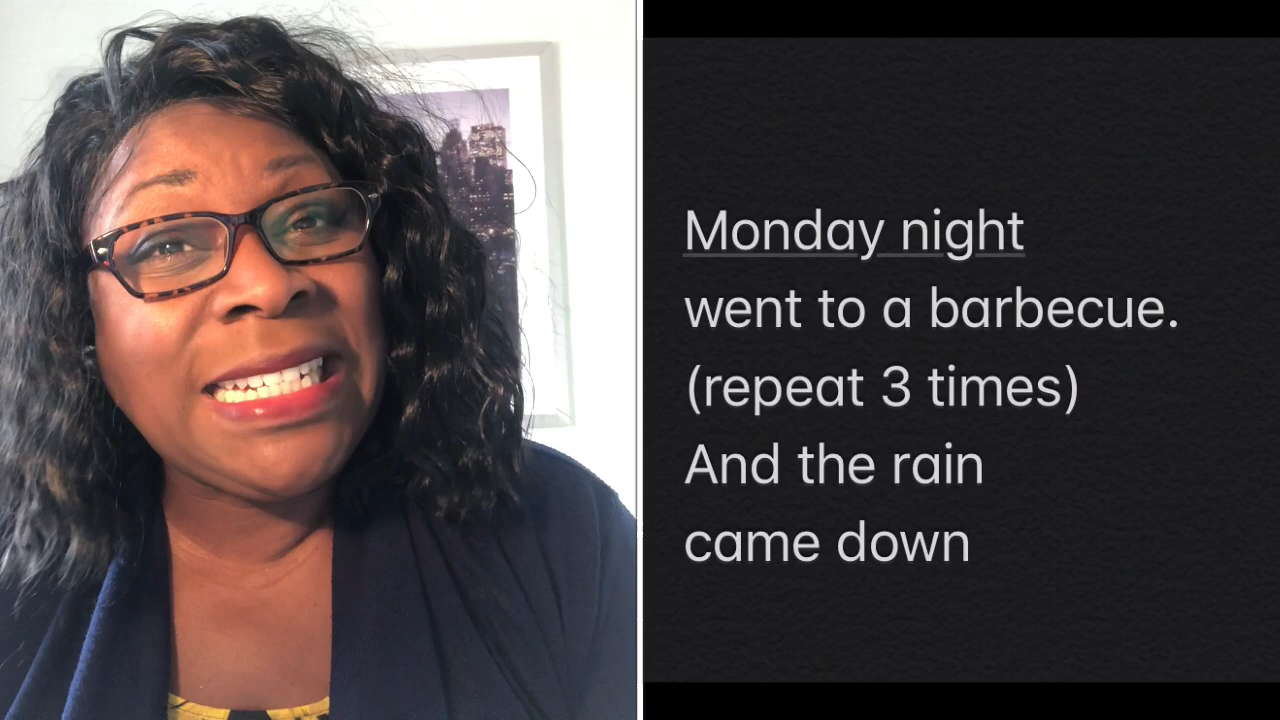 Monday night
went to a barbecue.
(repeat 3 times)
And the rain
came down